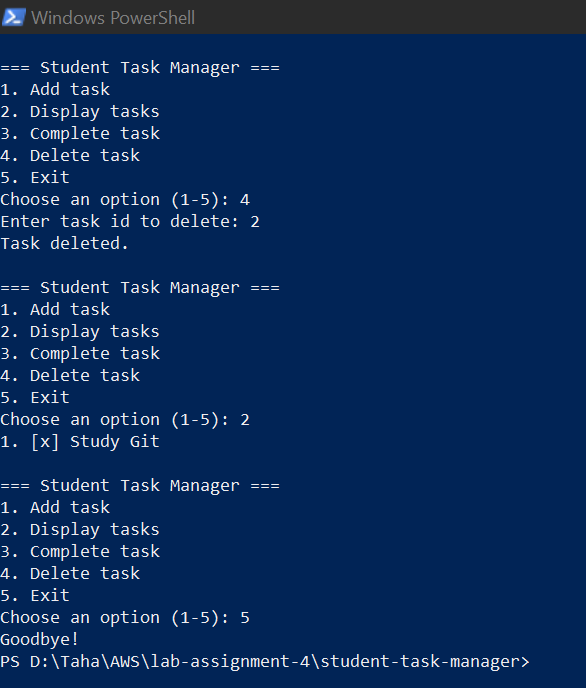 Windows PowerShell
=== Student Task Manager ===
1. Add task
2. Display tasks
3. Complete task
4. Delete task
5. Exit
Choose an option (1-5): 4
Enter task id to delete: 2
Task deleted.
=== Student Task Manager ===
1. Add task
2. Display tasks
3. Complete task
4. Delete task
5. Exit
Choose an option (1-5): 2
1. [x] Study Git
=== Student Task Manager ===
1. Add task
2. Display tasks
3. Complete task
4. Delete task
5. Exit
Choose an option (1-5): 5
Goodbye!
PS D:\Taha\AWS\lab-assignment-4\student-task-manager>